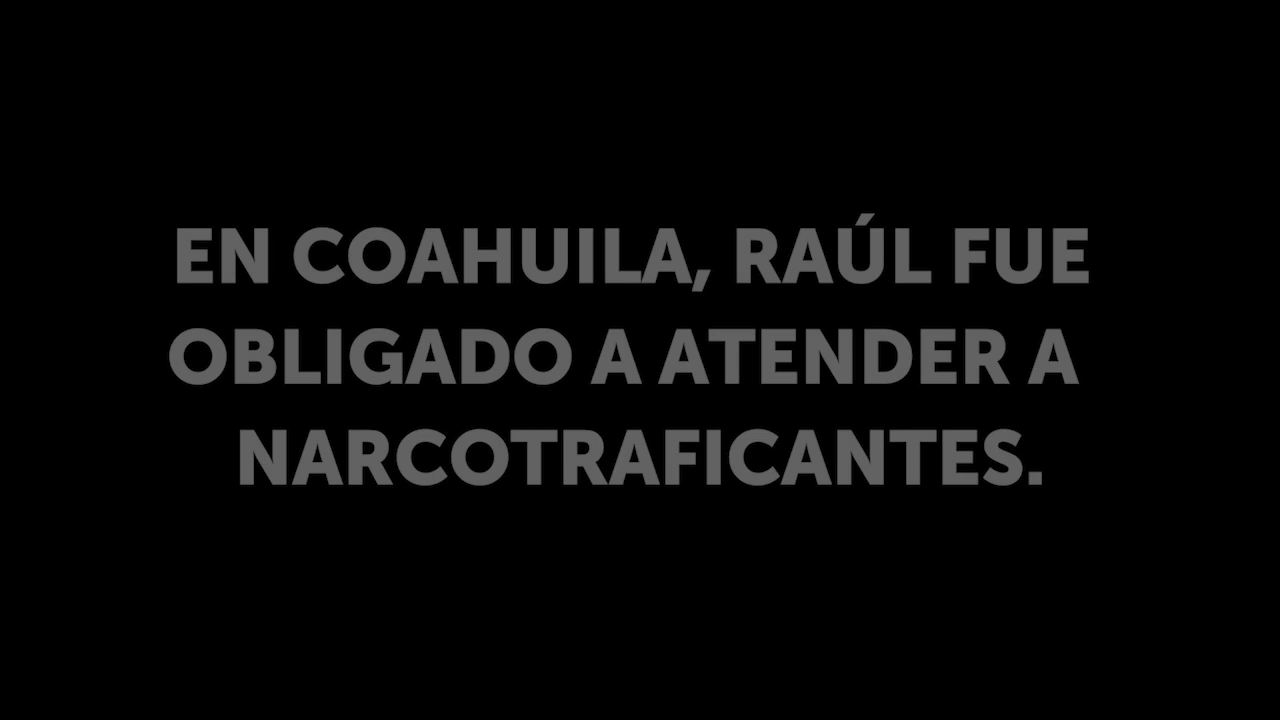 EN COAHUILA, RAÚL FUE
OBLIGADO A ATENDER A
NARCOTRAFICANTES.